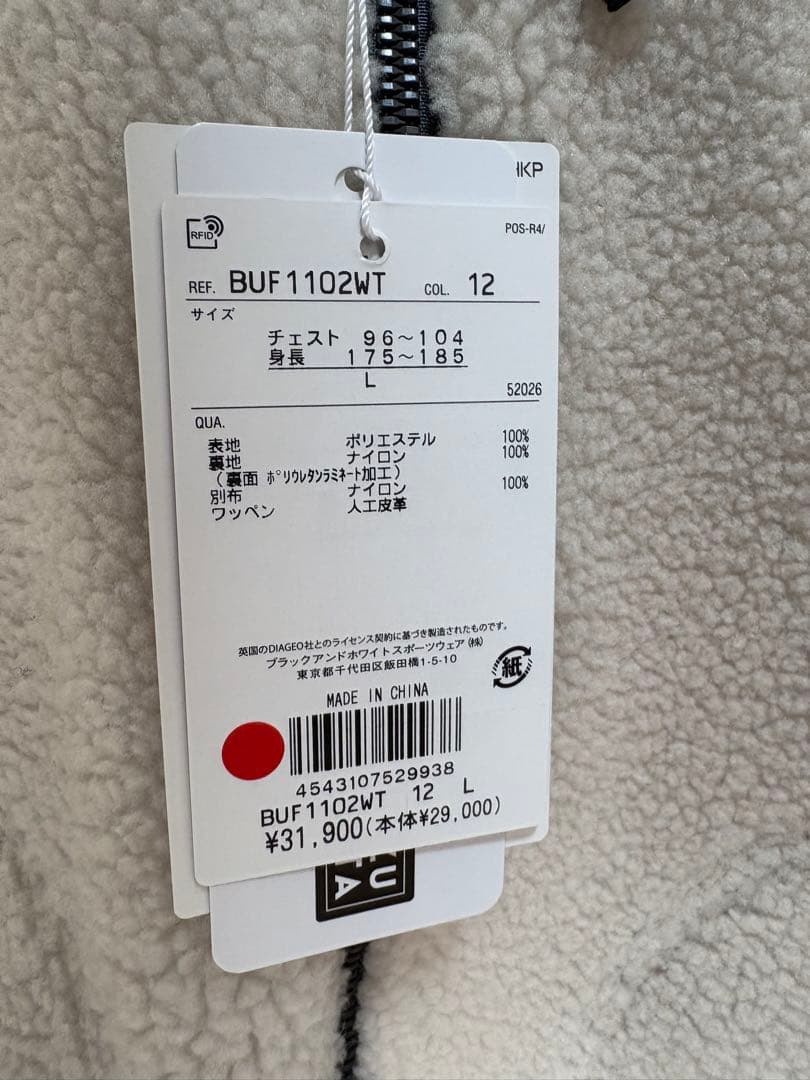 RFID
POS-R4/
REF. BUF1102WT COL. 12
サイズ
チェスト 96～104
身長 175～185
L
52026
QUA.
表地 ポリエステル 100%
裏地 ナイロン 100%
(裏面 ポリウレタンラミネート加工)
別布 ナイロン 100%
ワッペン 人工皮革
英国のDIAGEO社とのライセンス契約に基づき製造されたものです。
ブラックアンドホワイトスポーツウェア(株)
東京都千代田区飯田橋1-5-10
紙
MADE IN CHINA
4543107529938
BUF1102WT 12 L
¥31,900(本体¥29,000)